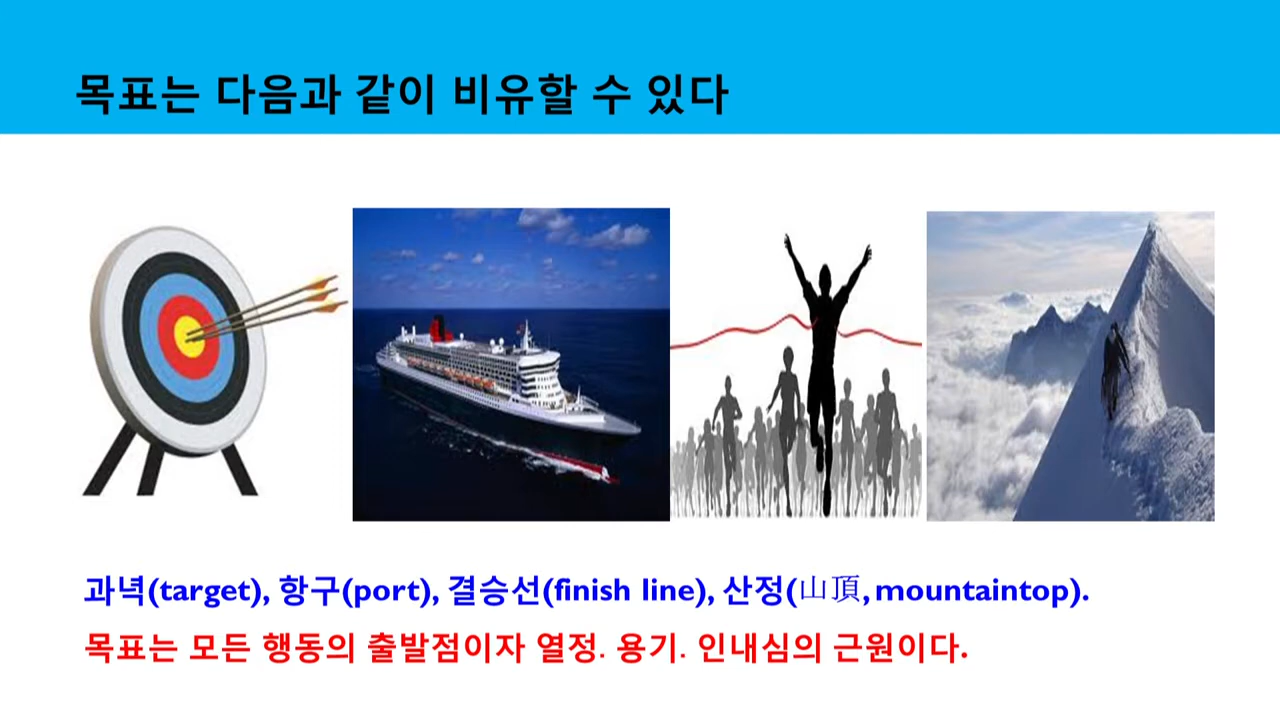 목표는 다음과 같이 비유할 수 있다
과녁(target), 항구(port), 결승선(finish line), 산정(山頂, mountaintop).
목표는 모든 행동의 출발점이자 열정. 용기. 인내심의 근원이다.